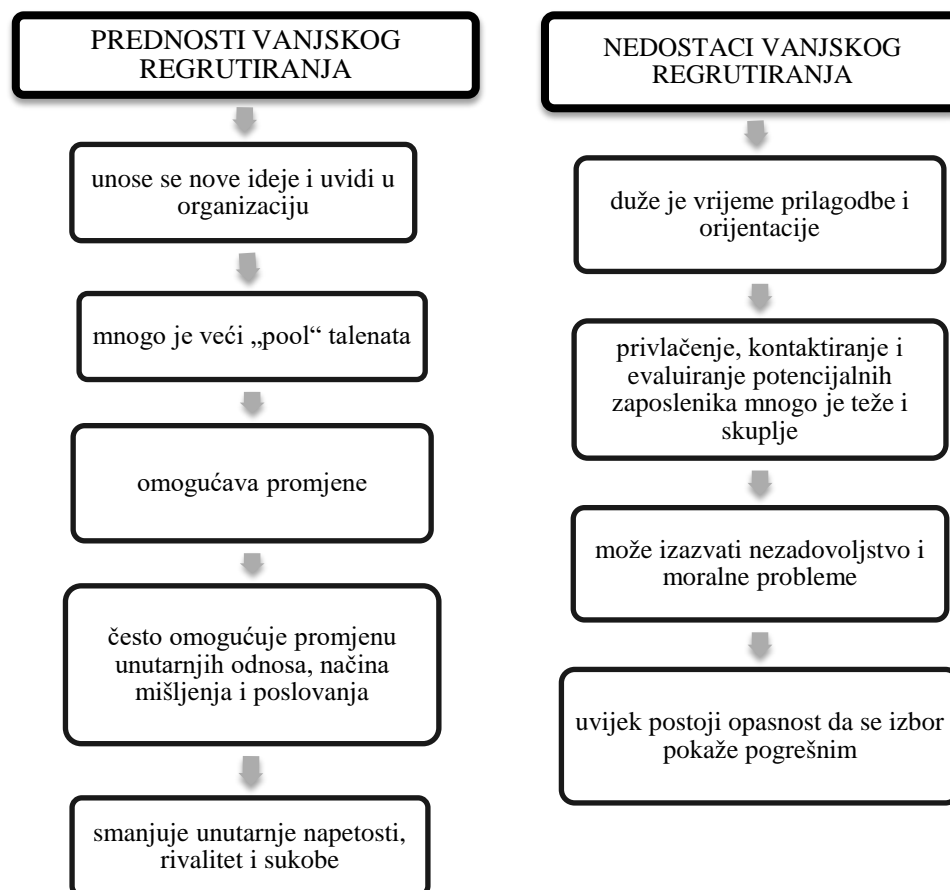 PREDNOSTI VANJSKOG
REGRUTIRANJA
unose se nove ideje i uvidi u
organizaciju
mnogo je veći „pool“ talenata
omogućava promjene
često omogućuje promjenu
unutarnjih odnosa, načina
mišljenja i poslovanja
smanjuje unutarnje napetosti,
rivalitet i sukobe
NEDOSTACI VANJSKOG
REGRUTIRANJA
duže je vrijeme prilagodbe i
orijentacije
privlačenje, kontaktiranje i
evaluiranje potencijalnih
zaposlenika mnogo je teže i
skuplje
može izazvati nezadovoljstvo i
moralne probleme
uvijek postoji opasnost da se izbor
pokaže pogrešnim